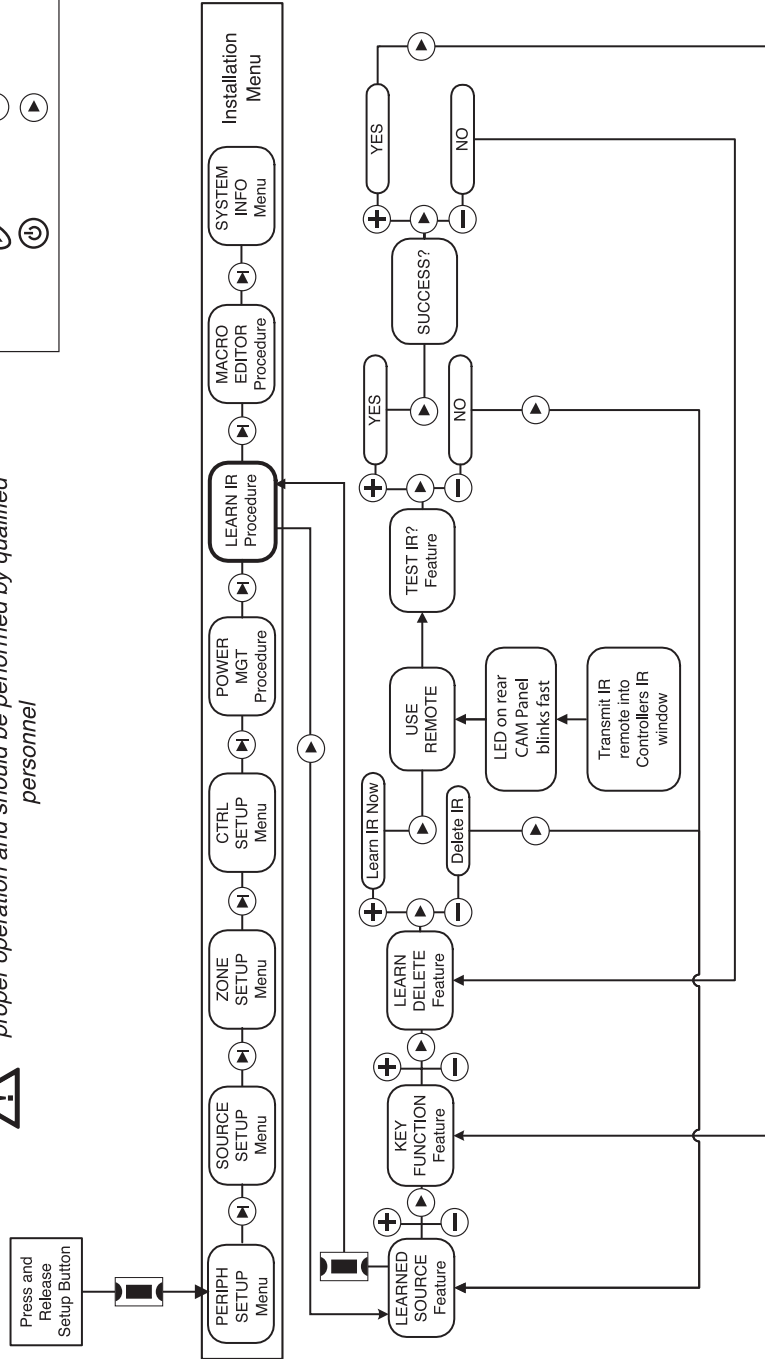 proper operation and should be performed by qualified
personnel
Press and
Release
Setup Button
PERIPH
SETUP
Menu
SOURCE
SETUP
Menu
ZONE
SETUP
Menu
CTRL
SETUP
Menu
POWER
MGT
Procedure
LEARN IR
Procedure
MACRO
EDITOR
Procedure
SYSTEM
INFO
Menu
Installation
Menu
LEARNED
SOURCE
Feature
KEY
FUNCTION
Feature
LEARN
DELETE
Feature
Learn IR Now
Delete IR
USE
REMOTE
LED on rear
CAM Panel
blinks fast
Transmit IR
remote into
Controllers IR
window
TEST IR?
Feature
YES
NO
SUCCESS?
YES
NO